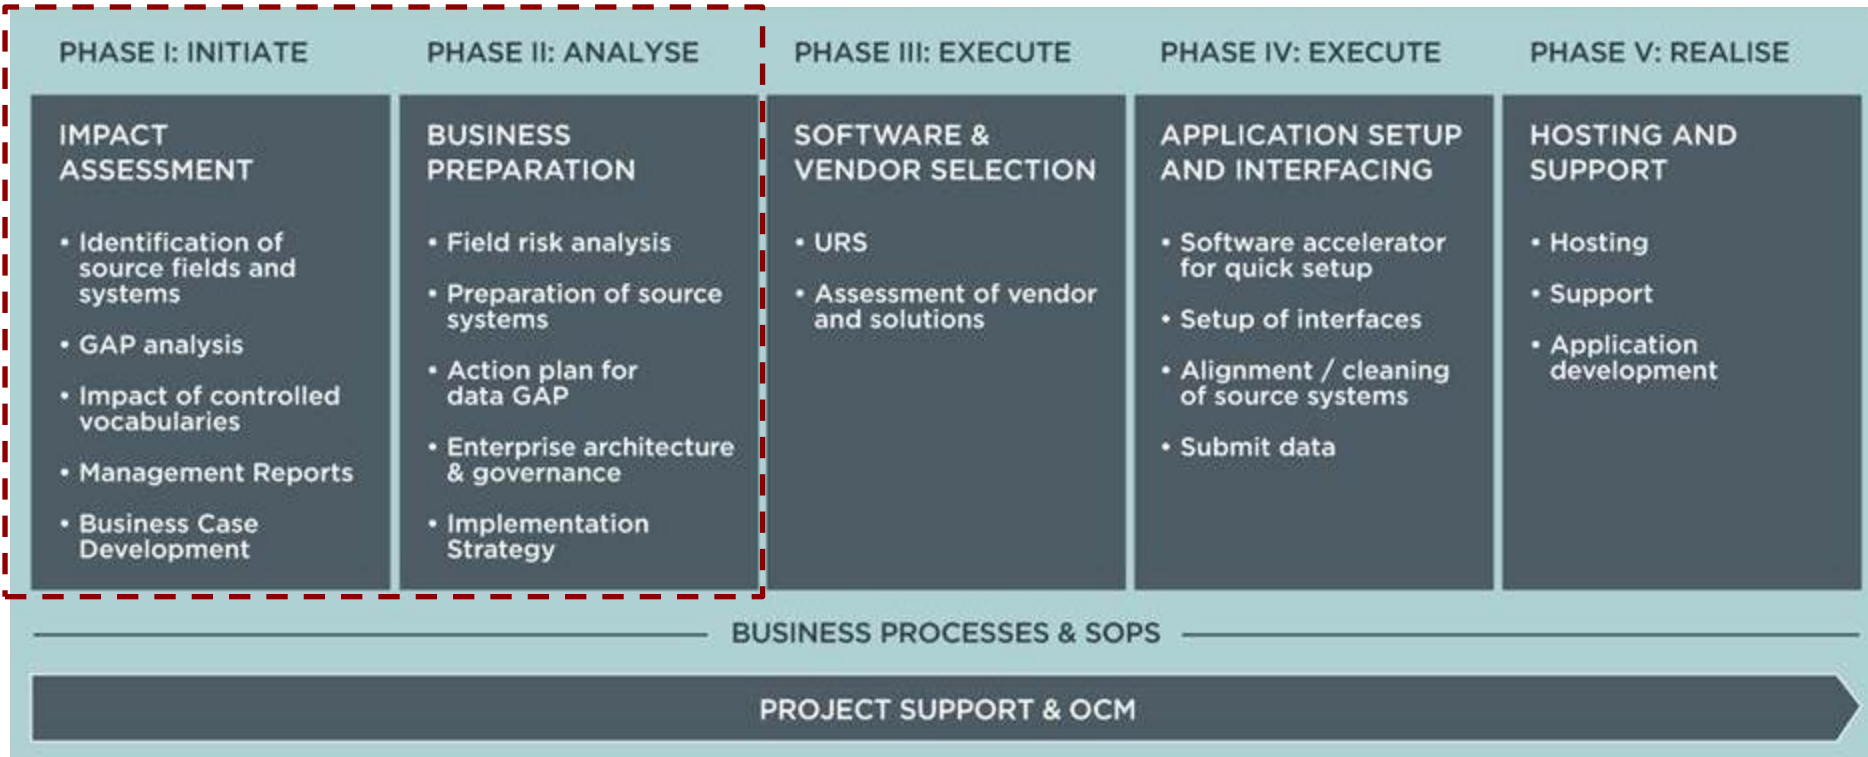 PHASE I: INITIATE
IMPACT
ASSESSMENT
• Identification of
source fields and
systems
• GAP analysis
• Impact of controlled
vocabularies
• Management Reports
• Business Case
Development
PHASE II: ANALYSE
BUSINESS
PREPARATION
• Field risk analysis
• Preparation of source
systems
• Action plan for
data GAP
• Enterprise architecture
& governance
• Implementation
Strategy
PHASE III: EXECUTE
SOFTWARE &
VENDOR SELECTION
• URS
• Assessment of vendor
and solutions
PHASE IV: EXECUTE
APPLICATION SETUP
AND INTERFACING
• Software accelerator
for quick setup
• Setup of interfaces
• Alignment / cleaning
of source systems
• Submit data
PHASE V: REALISE
HOSTING AND
SUPPORT
• Hosting
• Support
• Application
development
BUSINESS PROCESSES & SOPS
PROJECT SUPPORT & OCM